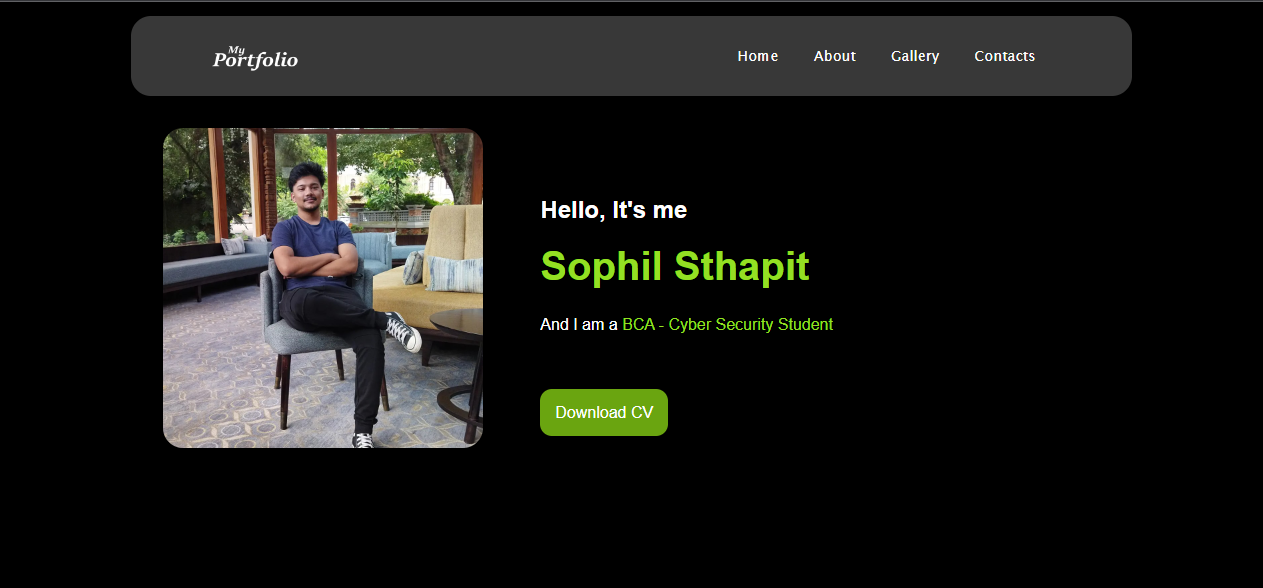 My
Portfolio
Home About Gallery Contacts
Hello, It's me
Sophil Sthapit
And I am a BCA - Cyber Security Student
Download CV